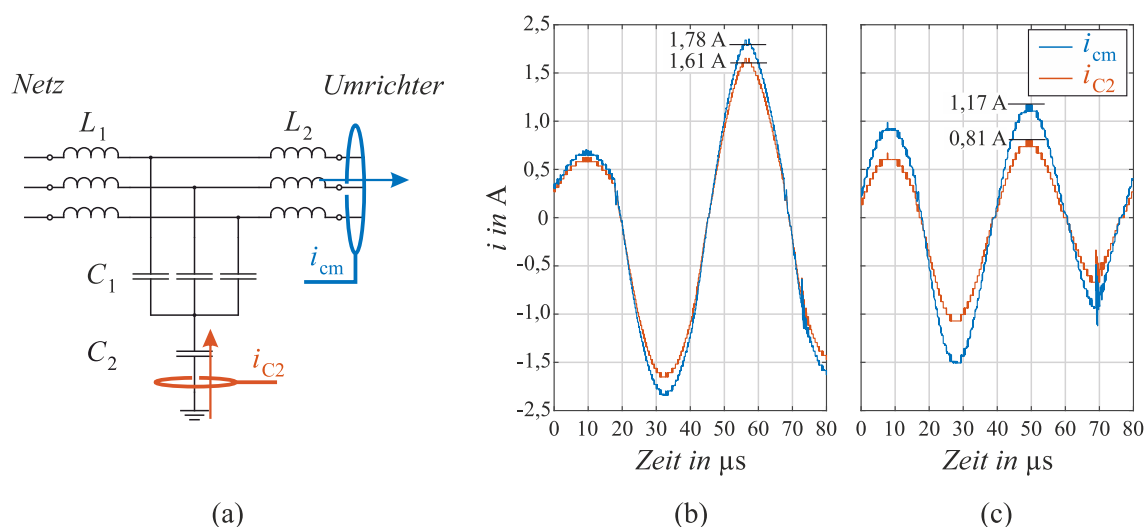 Netz
Umrichter
L1
L2
C1
C2
icm
iC2
(a)
i in A
2,5
2,5
1,5
1,0
0,5
0
-0,5
-1,0
-1,5
-2,5
1,78 A
1,61 A
0 10 20 30 40 50 60 70 80
Zeit in µs
(b)
icm
iC2
1,17 A
0,81 A
0 10 20 30 40 50 60 70 80
Zeit in µs
(c)